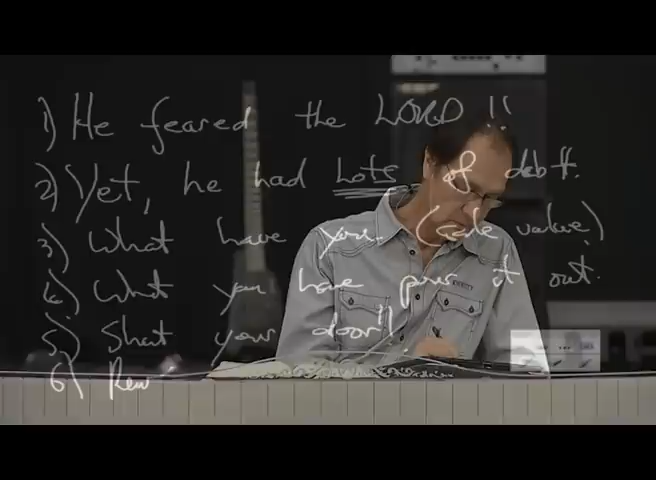 1) He feared the LORD!!
2) Yet, he had Lots of debt.
3) What have you. (sale value)
4) What you have pour it out.
5) Shut your door!!
6) Rew